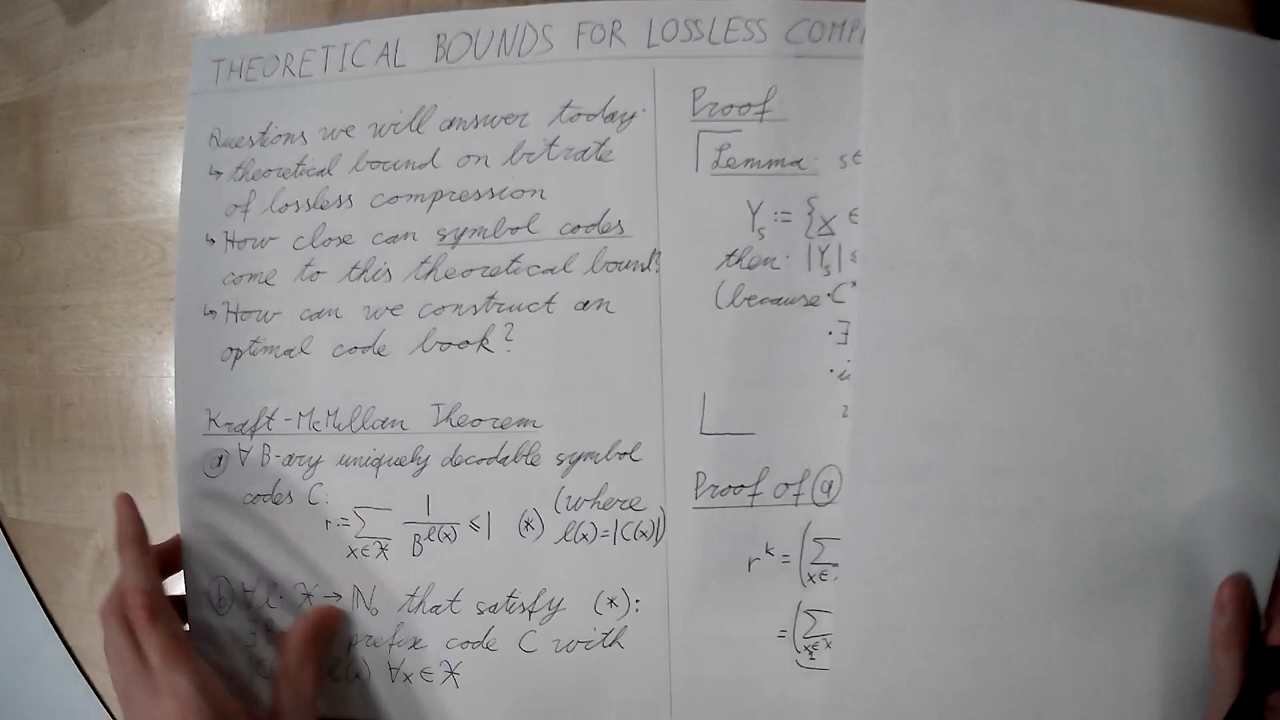 THEORETICAL BOUNDS FOR LOSSLESS COMP
Questions we will answer today:
↳ theoretical bound on bitrate
of lossless compression
↳ How close can symbol codes
come to this theoretical bound?
↳ How can we construct an
optimal code book?
Kraft-McMillan Theorem
(a) ∀ B-ary uniquely decodable symbol
codes C:
(where
r := ∑ 1/B^ℓ(x) ≤ 1 (*) ℓ(x)=|C(x)|)
x∈𝒳
(b) ∀ ℓ: 𝒳 → ℕ₀ that satisfy (*):
prefix code C with
(x) ∀x∈𝒳
Proof
Lemma: s∈
Y_s := {x ∈
then: |Y_s| ≤
(because · C*
· ∃
·
Proof of (a)
r^k = (∑
x∈
= (∑
x₁∈𝒳